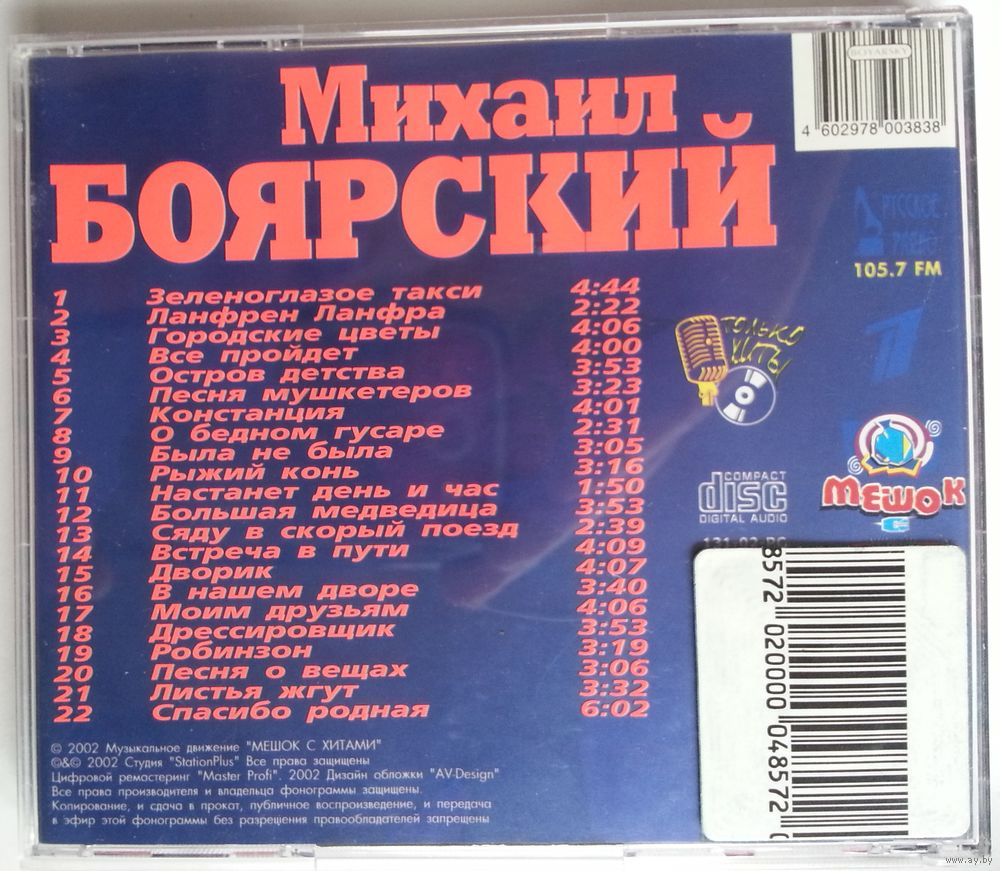 Михаил
БОЯРСКИЙ
BOYARSKY
4 602978 003838
РУССКОЕ
РАДИО
105.7 FM
1 Зеленоглазое такси 4:44
2 Ланфрен Ланфра 2:22
3 Городские цветы 4:06
4 Все пройдет 4:00
5 Остров детства 3:53
6 Песня мушкетеров 3:23
7 Констанция 4:01
8 О бедном гусаре 2:31
9 Была не была 3:05
10 Рыжий конь 3:16
11 Настанет день и час 1:50
12 Большая медведица 3:53
13 Сяду в скорый поезд 2:39
14 Встреча в пути 4:09
15 Дворик 4:07
16 В нашем дворе 3:40
17 Моим друзьям 4:06
18 Дрессировщик 3:53
19 Робинзон 3:19
20 Песня о вещах 3:06
21 Листья жгут 3:32
22 Спасибо родная 6:02
ТОЛЬКО
ХИТЫ
COMPACT
disc
DIGITAL AUDIO
МЕШОК
С
8572 020000 048572
© 2002 Музыкальное движение "МЕШОК С ХИТАМИ"
©&© 2002 Студия "StationPlus" Все права защищены
Цифровой ремастеринг "Master Profi". 2002 Дизайн обложки "AV-Design"
Все права производителя и владельца фонограммы защищены.
Копирование, и сдача в прокат, публичное воспроизведение, и передача
в эфир этой фонограммы без разрещения правообладателей запрещены
www.ay.by